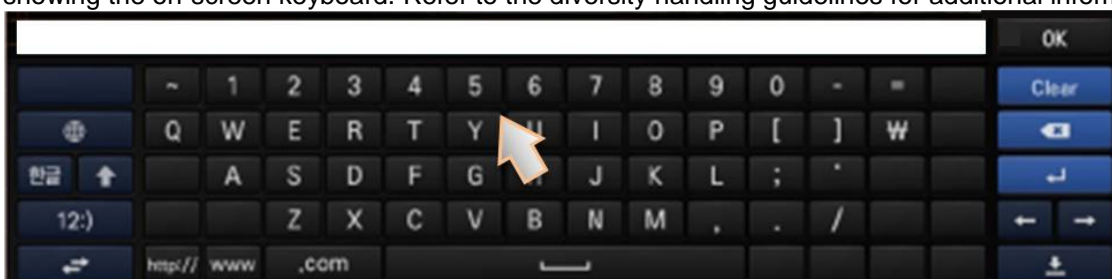 showing the on-screen keyboard. Refer to the diversity handling guidelines for additional inform
OK
~ 1 2 3 4 5 6 7 8 9 0 - = Clear
Q W E R T Y U I O P [ ] ₩
한글 A S D F G H J K L ; '
12:) Z X C V B N M , . /
http:// www .com